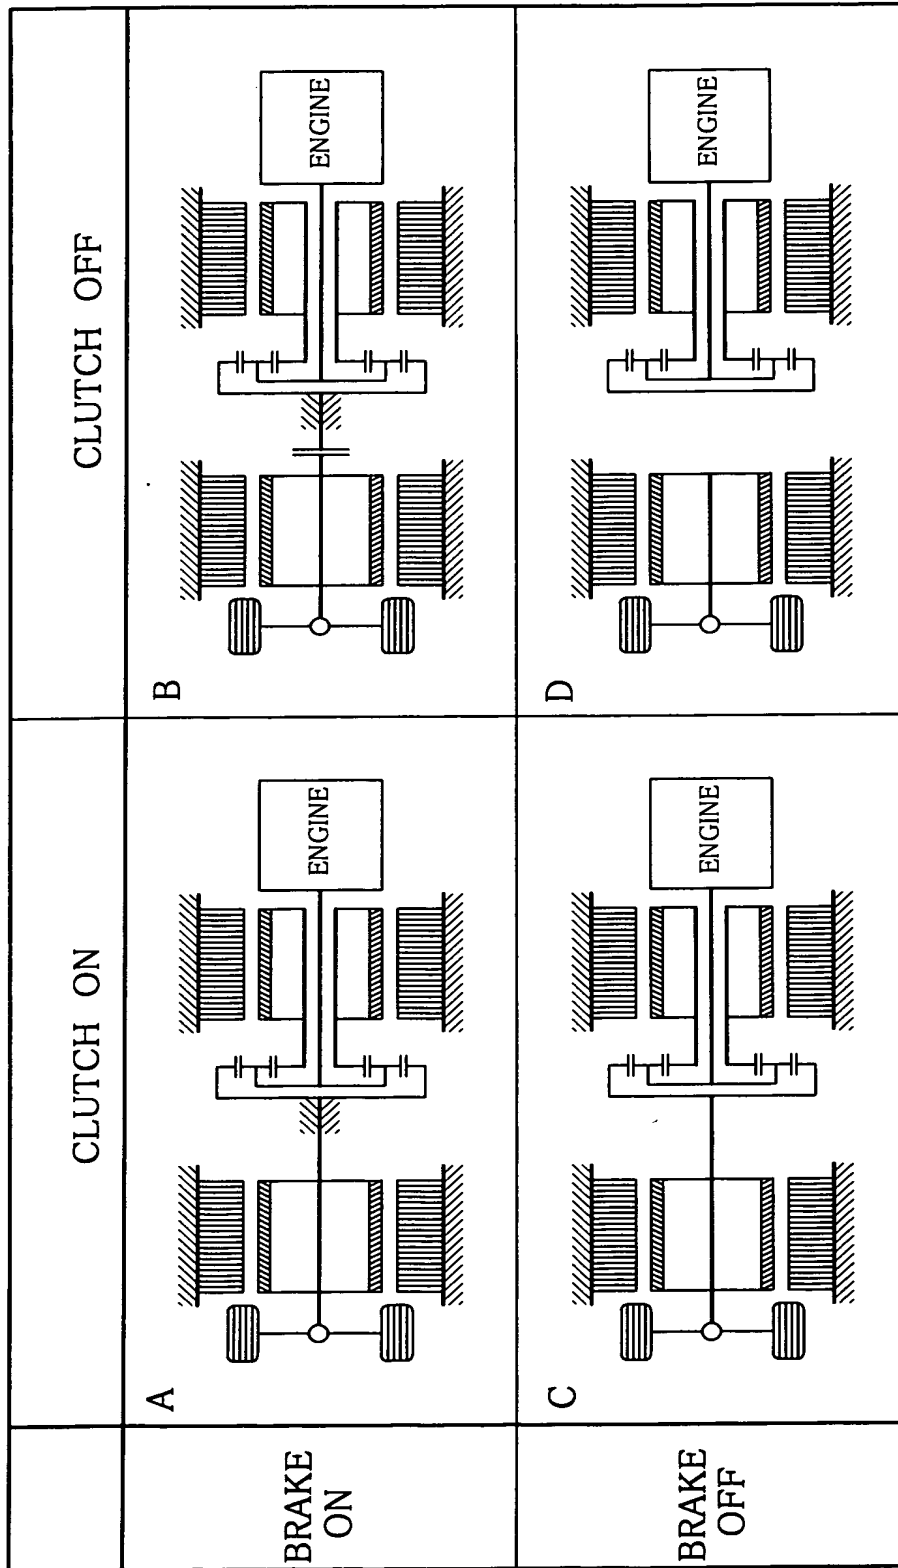 CLUTCH ON
CLUTCH OFF
BRAKE
ON
A
ENGINE
B
ENGINE
BRAKE
OFF
C
ENGINE
D
ENGINE